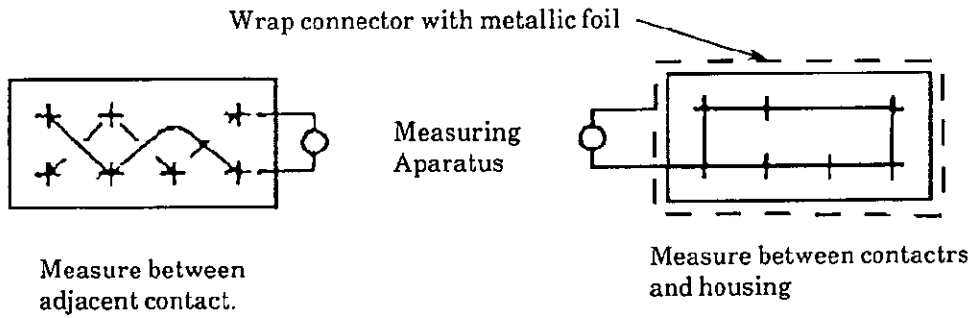 Wrap connector with metallic foil
Measuring
Aparatus
Measure between
adjacent contact.
Measure between contactrs
and housing